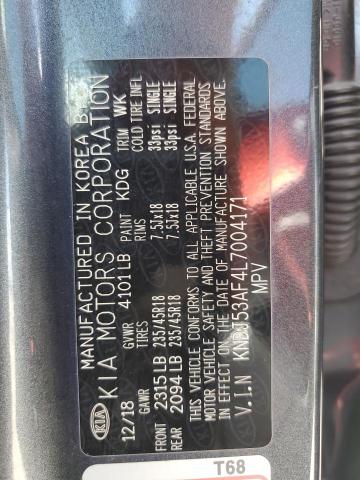 MANUFACTURED IN KOREA B
KIA MOTORS CORPORATION
KIA
12/18 GVWR 4101LB PAINT KDG TRIM WK
GAWR TIRES RIMS COLD TIRE INFL
FRONT 2315LB 235/45R18 7.5Jx18 33psi SINGLE
REAR 2094LB 235/45R18 7.5Jx18 33psi SINGLE
THIS VEHICLE CONFORMS TO ALL APPLICABLE U.S.A. FEDERAL
MOTOR VEHICLE SAFETY AND THEFT PREVENTION STANDARDS
IN EFFECT ON THE DATE OF MANUFACTURE SHOWN ABOVE.
V.I.N KNDJ53AF4L7004171
MPV
T68